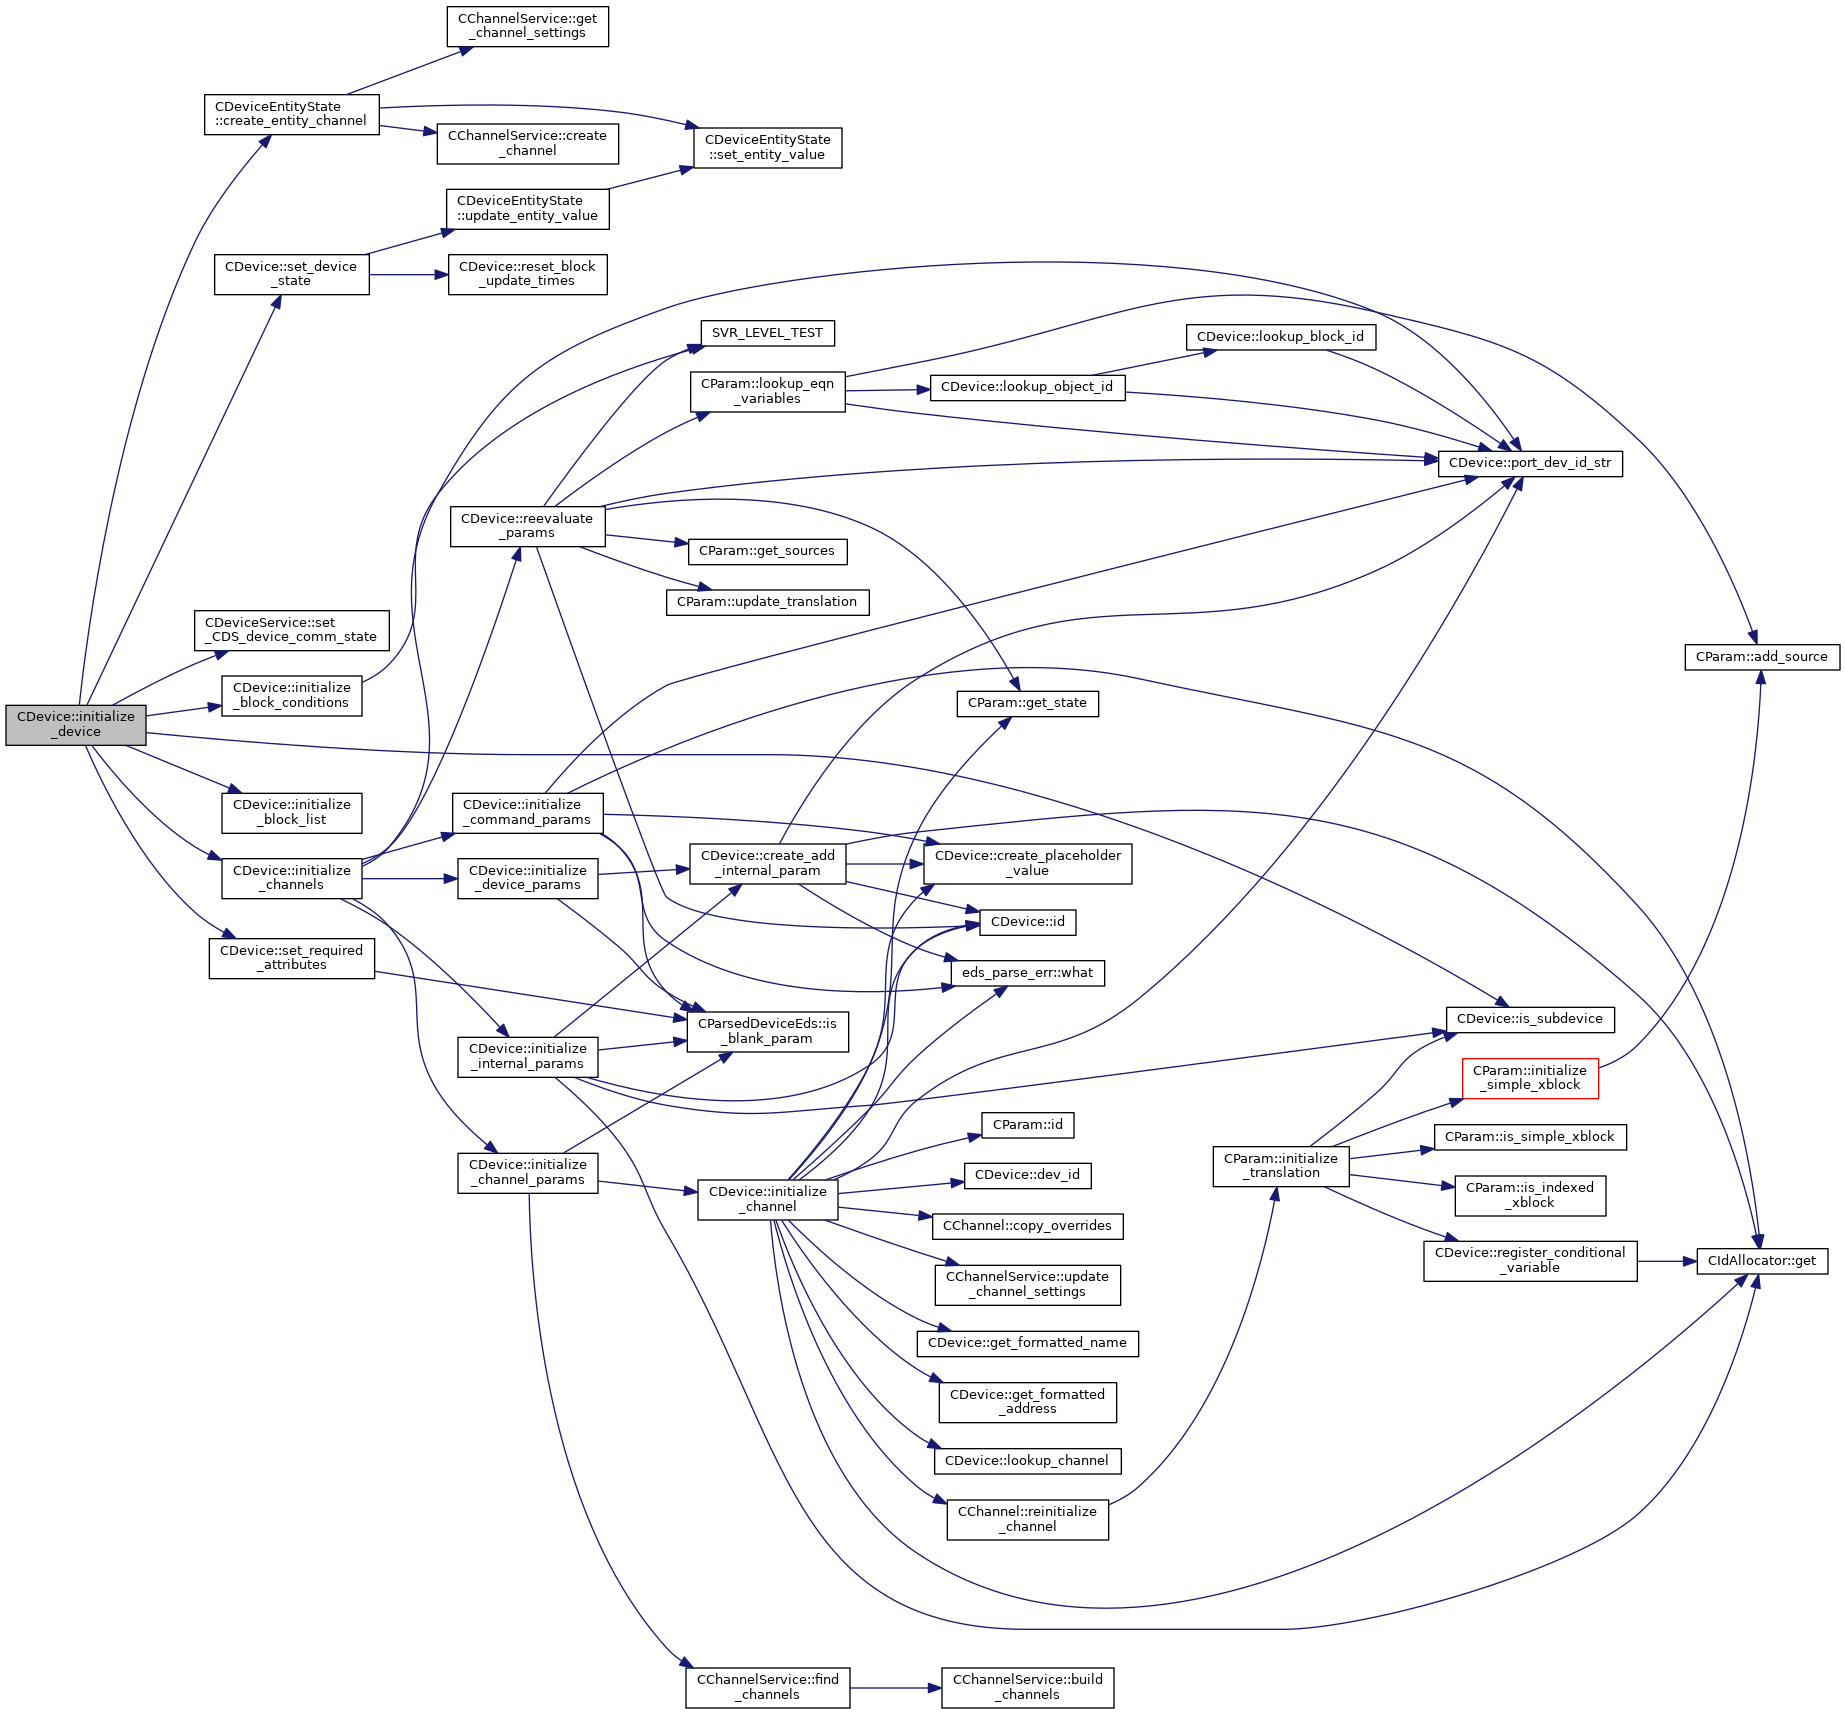 CChannelService::get
_channel_settings
CDeviceEntityState
::create_entity_channel
CChannelService::create
_channel
CDeviceEntityState
::set_entity_value
CDeviceEntityState
::update_entity_value
CDevice::set_device
_state
CDevice::reset_block
_update_times
SVR_LEVEL_TEST
CDevice::lookup_block_id
CParam::lookup_eqn
_variables
CDevice::lookup_object_id
CDevice::port_dev_id_str
CDevice::reevaluate
_params
CParam::get_sources
CParam::update_translation
CDeviceService::set
_CDS_device_comm_state
CParam::add_source
CDevice::initialize
_block_conditions
CParam::get_state
CDevice::initialize
_device
CDevice::initialize
_block_list
CDevice::initialize
_command_params
CDevice::create_add
_internal_param
CDevice::create_placeholder
_value
CDevice::initialize
_channels
CDevice::initialize
_device_params
CDevice::id
CDevice::set_required
_attributes
eds_parse_err::what
CParsedDeviceEds::is
_blank_param
CDevice::is_subdevice
CDevice::initialize
_internal_params
CParam::initialize
_simple_xblock
CParam::id
CParam::is_simple_xblock
CDevice::initialize
_channel_params
CParam::initialize
_translation
CDevice::dev_id
CParam::is_indexed
_xblock
CDevice::initialize
_channel
CChannel::copy_overrides
CDevice::register_conditional
_variable
CIdAllocator::get
CChannelService::update
_channel_settings
CDevice::get_formatted_name
CDevice::get_formatted
_address
CDevice::lookup_channel
CChannel::reinitialize
_channel
CChannelService::find
_channels
CChannelService::build
_channels